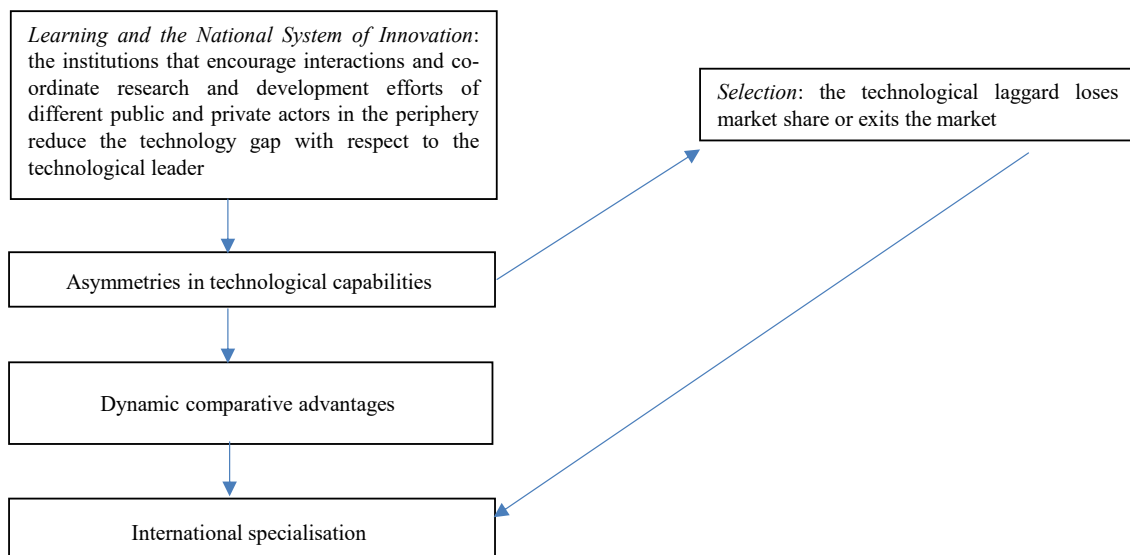 Learning and the National System of Innovation:
the institutions that encourage interactions and co-
ordinate research and development efforts of
different public and private actors in the periphery
reduce the technology gap with respect to the
technological leader
Selection: the technological laggard loses
market share or exits the market
Asymmetries in technological capabilities
Dynamic comparative advantages
International specialisation